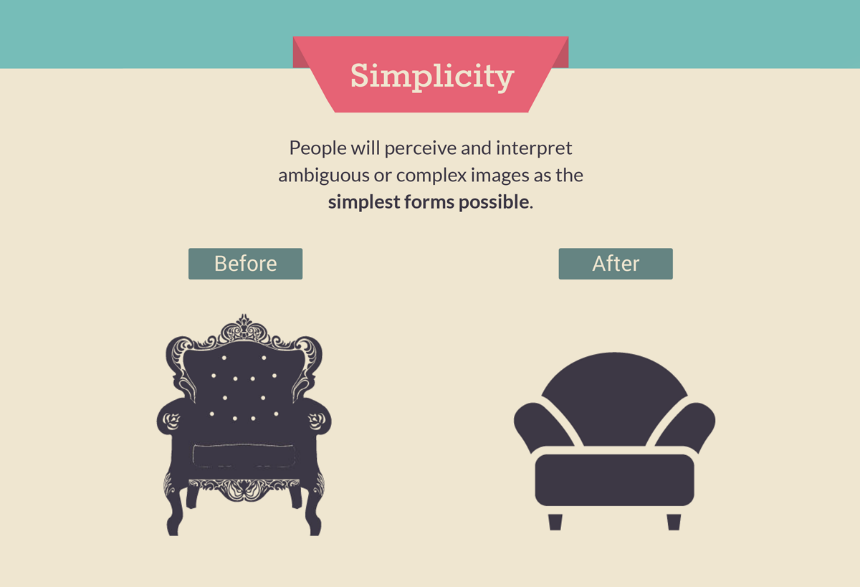 Simplicity
People will perceive and interpret
ambiguous or complex images as the
simplest forms possible.
Before
After